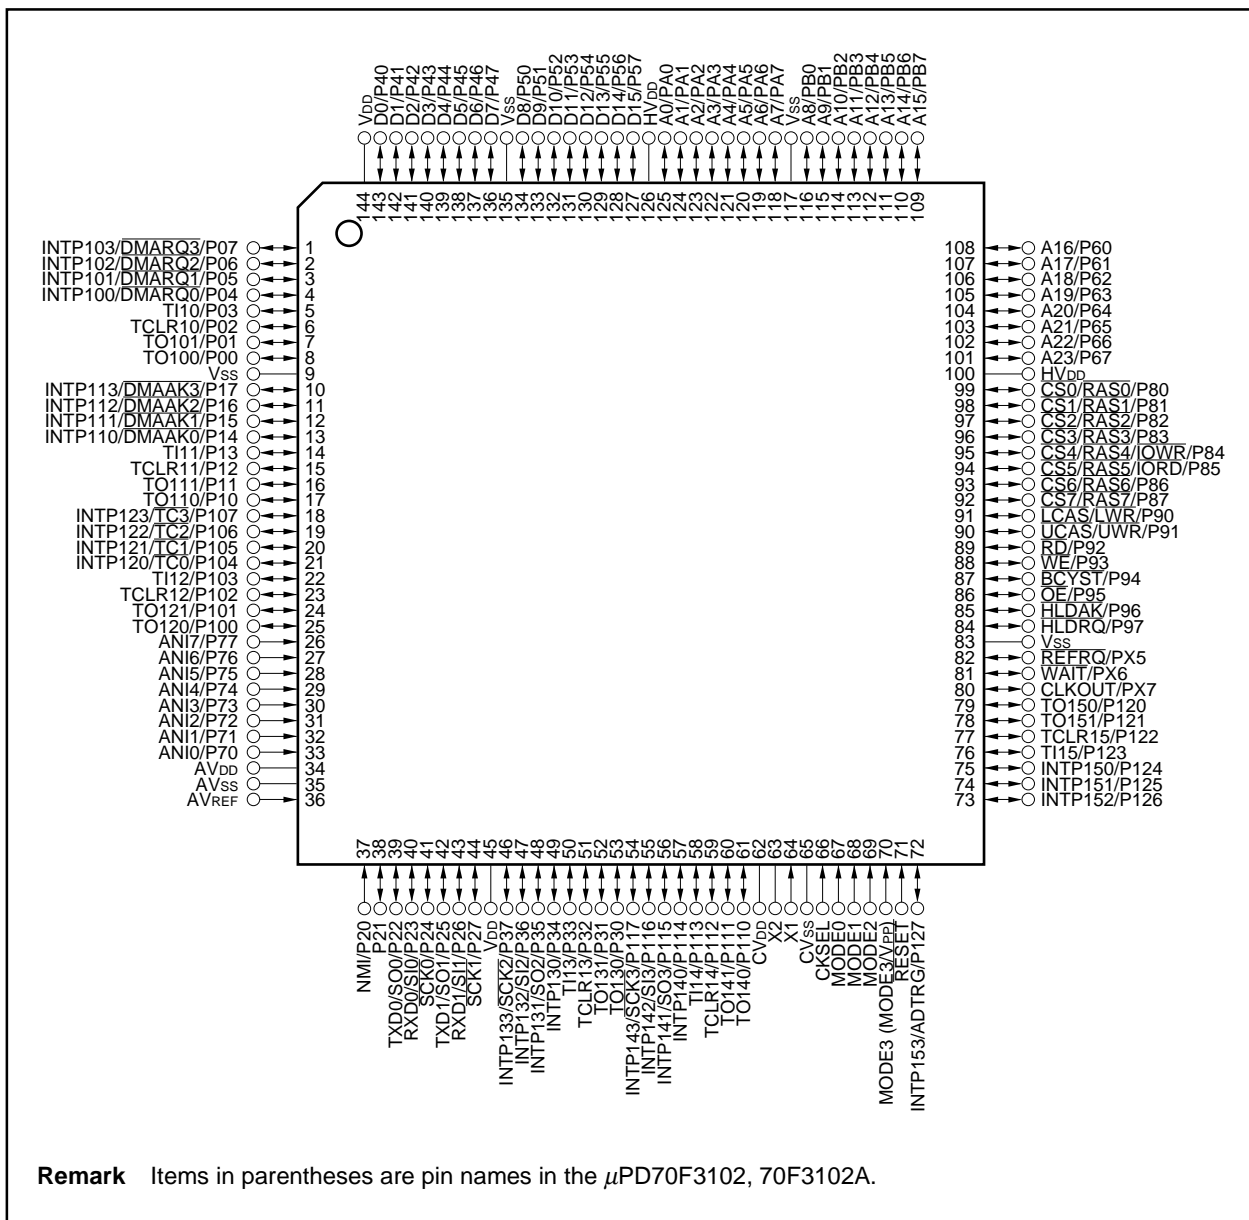 VDD
D0/P40
D1/P41
D2/P42
D3/P43
D4/P44
D5/P45
D6/P46
D7/P47
VSS
D8/P50
D9/P51
D10/P52
D11/P53
D12/P54
D13/P55
D14/P56
D15/P57
HVDD
A0/PA0
A1/PA1
A2/PA2
A3/PA3
A4/PA4
A5/PA5
A6/PA6
A7/PA7
VSS
A8/PB0
A9/PB1
A10/PB2
A11/PB3
A12/PB4
A13/PB5
A14/PB6
A15/PB7
144
143
142
141
140
139
138
137
136
135
134
133
132
131
130
129
128
127
126
125
124
123
122
121
120
119
118
117
116
115
114
113
112
111
110
109
INTP103/DMARQ3/P07 1
INTP102/DMARQ2/P06 2
INTP101/DMARQ1/P05 3
INTP100/DMARQ0/P04 4
TI10/P03 5
TCLR10/P02 6
TO101/P01 7
TO100/P00 8
VSS 9
INTP113/DMAAK3/P17 10
INTP112/DMAAK2/P16 11
INTP111/DMAAK1/P15 12
INTP110/DMAAK0/P14 13
TI11/P13 14
TCLR11/P12 15
TO111/P11 16
TO110/P10 17
INTP123/TC3/P107 18
INTP122/TC2/P106 19
INTP121/TC1/P105 20
INTP120/TC0/P104 21
TI12/P103 22
TCLR12/P102 23
TO121/P101 24
TO120/P100 25
ANI7/P77 26
ANI6/P76 27
ANI5/P75 28
ANI4/P74 29
ANI3/P73 30
ANI2/P72 31
ANI1/P71 32
ANI0/P70 33
AVDD 34
AVSS 35
AVREF 36
108 A16/P60
107 A17/P61
106 A18/P62
105 A19/P63
104 A20/P64
103 A21/P65
102 A22/P66
101 A23/P67
100 HVDD
99 CS0/RAS0/P80
98 CS1/RAS1/P81
97 CS2/RAS2/P82
96 CS3/RAS3/P83
95 CS4/RAS4/IOWR/P84
94 CS5/RAS5/IORD/P85
93 CS6/RAS6/P86
92 CS7/RAS7/P87
91 LCAS/LWR/P90
90 UCAS/UWR/P91
89 RD/P92
88 WE/P93
87 BCYST/P94
86 OE/P95
85 HLDAK/P96
84 HLDRQ/P97
83 VSS
82 REFRQ/PX5
81 WAIT/PX6
80 CLKOUT/PX7
79 TO150/P120
78 TO151/P121
77 TCLR15/P122
76 TI15/P123
75 INTP150/P124
74 INTP151/P125
73 INTP152/P126
37
38
39
40
41
42
43
44
45
46
47
48
49
50
51
52
53
54
55
56
57
58
59
60
61
62
63
64
65
66
67
68
69
70
71
72
NMI/P20
P21
TXD0/SO0/P22
RXD0/SI0/P23
SCK0/P24
TXD1/SO1/P25
RXD1/SI1/P26
SCK1/P27
VDD
INTP133/SCK2/P37
INTP132/SI2/P36
INTP131/SO2/P35
INTP130/P34
TI13/P33
TCLR13/P32
TO131/P31
TO130/P30
INTP143/SCK3/P117
INTP142/SI3/P116
INTP141/SO3/P115
INTP140/P114
TI14/P113
TCLR14/P112
TO141/P111
TO140/P110
CVDD
X2
X1
CVSS
CKSEL
MODE0
MODE1
MODE2
MODE3 (MODE3/VPP)
RESET
INTP153/ADTRG/P127
Remark Items in parentheses are pin names in the μPD70F3102, 70F3102A.